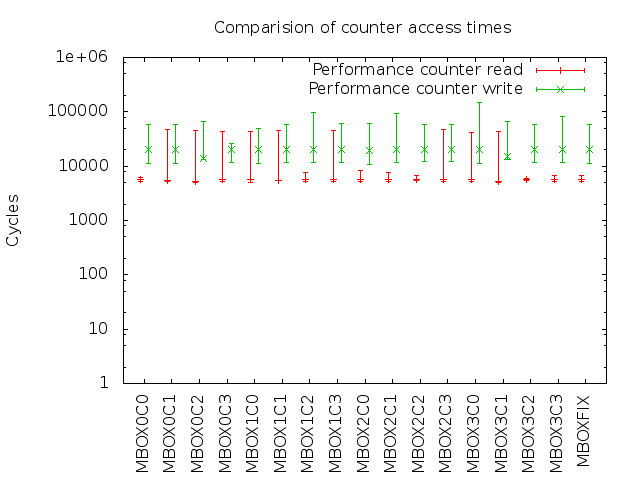 Comparision of counter access times
Performance counter read
Performance counter write
1e+06
100000
10000
1000
100
10
1
Cycles
MBOX0C0
MBOX0C1
MBOX0C2
MBOX0C3
MBOX1C0
MBOX1C1
MBOX1C2
MBOX1C3
MBOX2C0
MBOX2C1
MBOX2C2
MBOX2C3
MBOX3C0
MBOX3C1
MBOX3C2
MBOX3C3
MBOXFIX